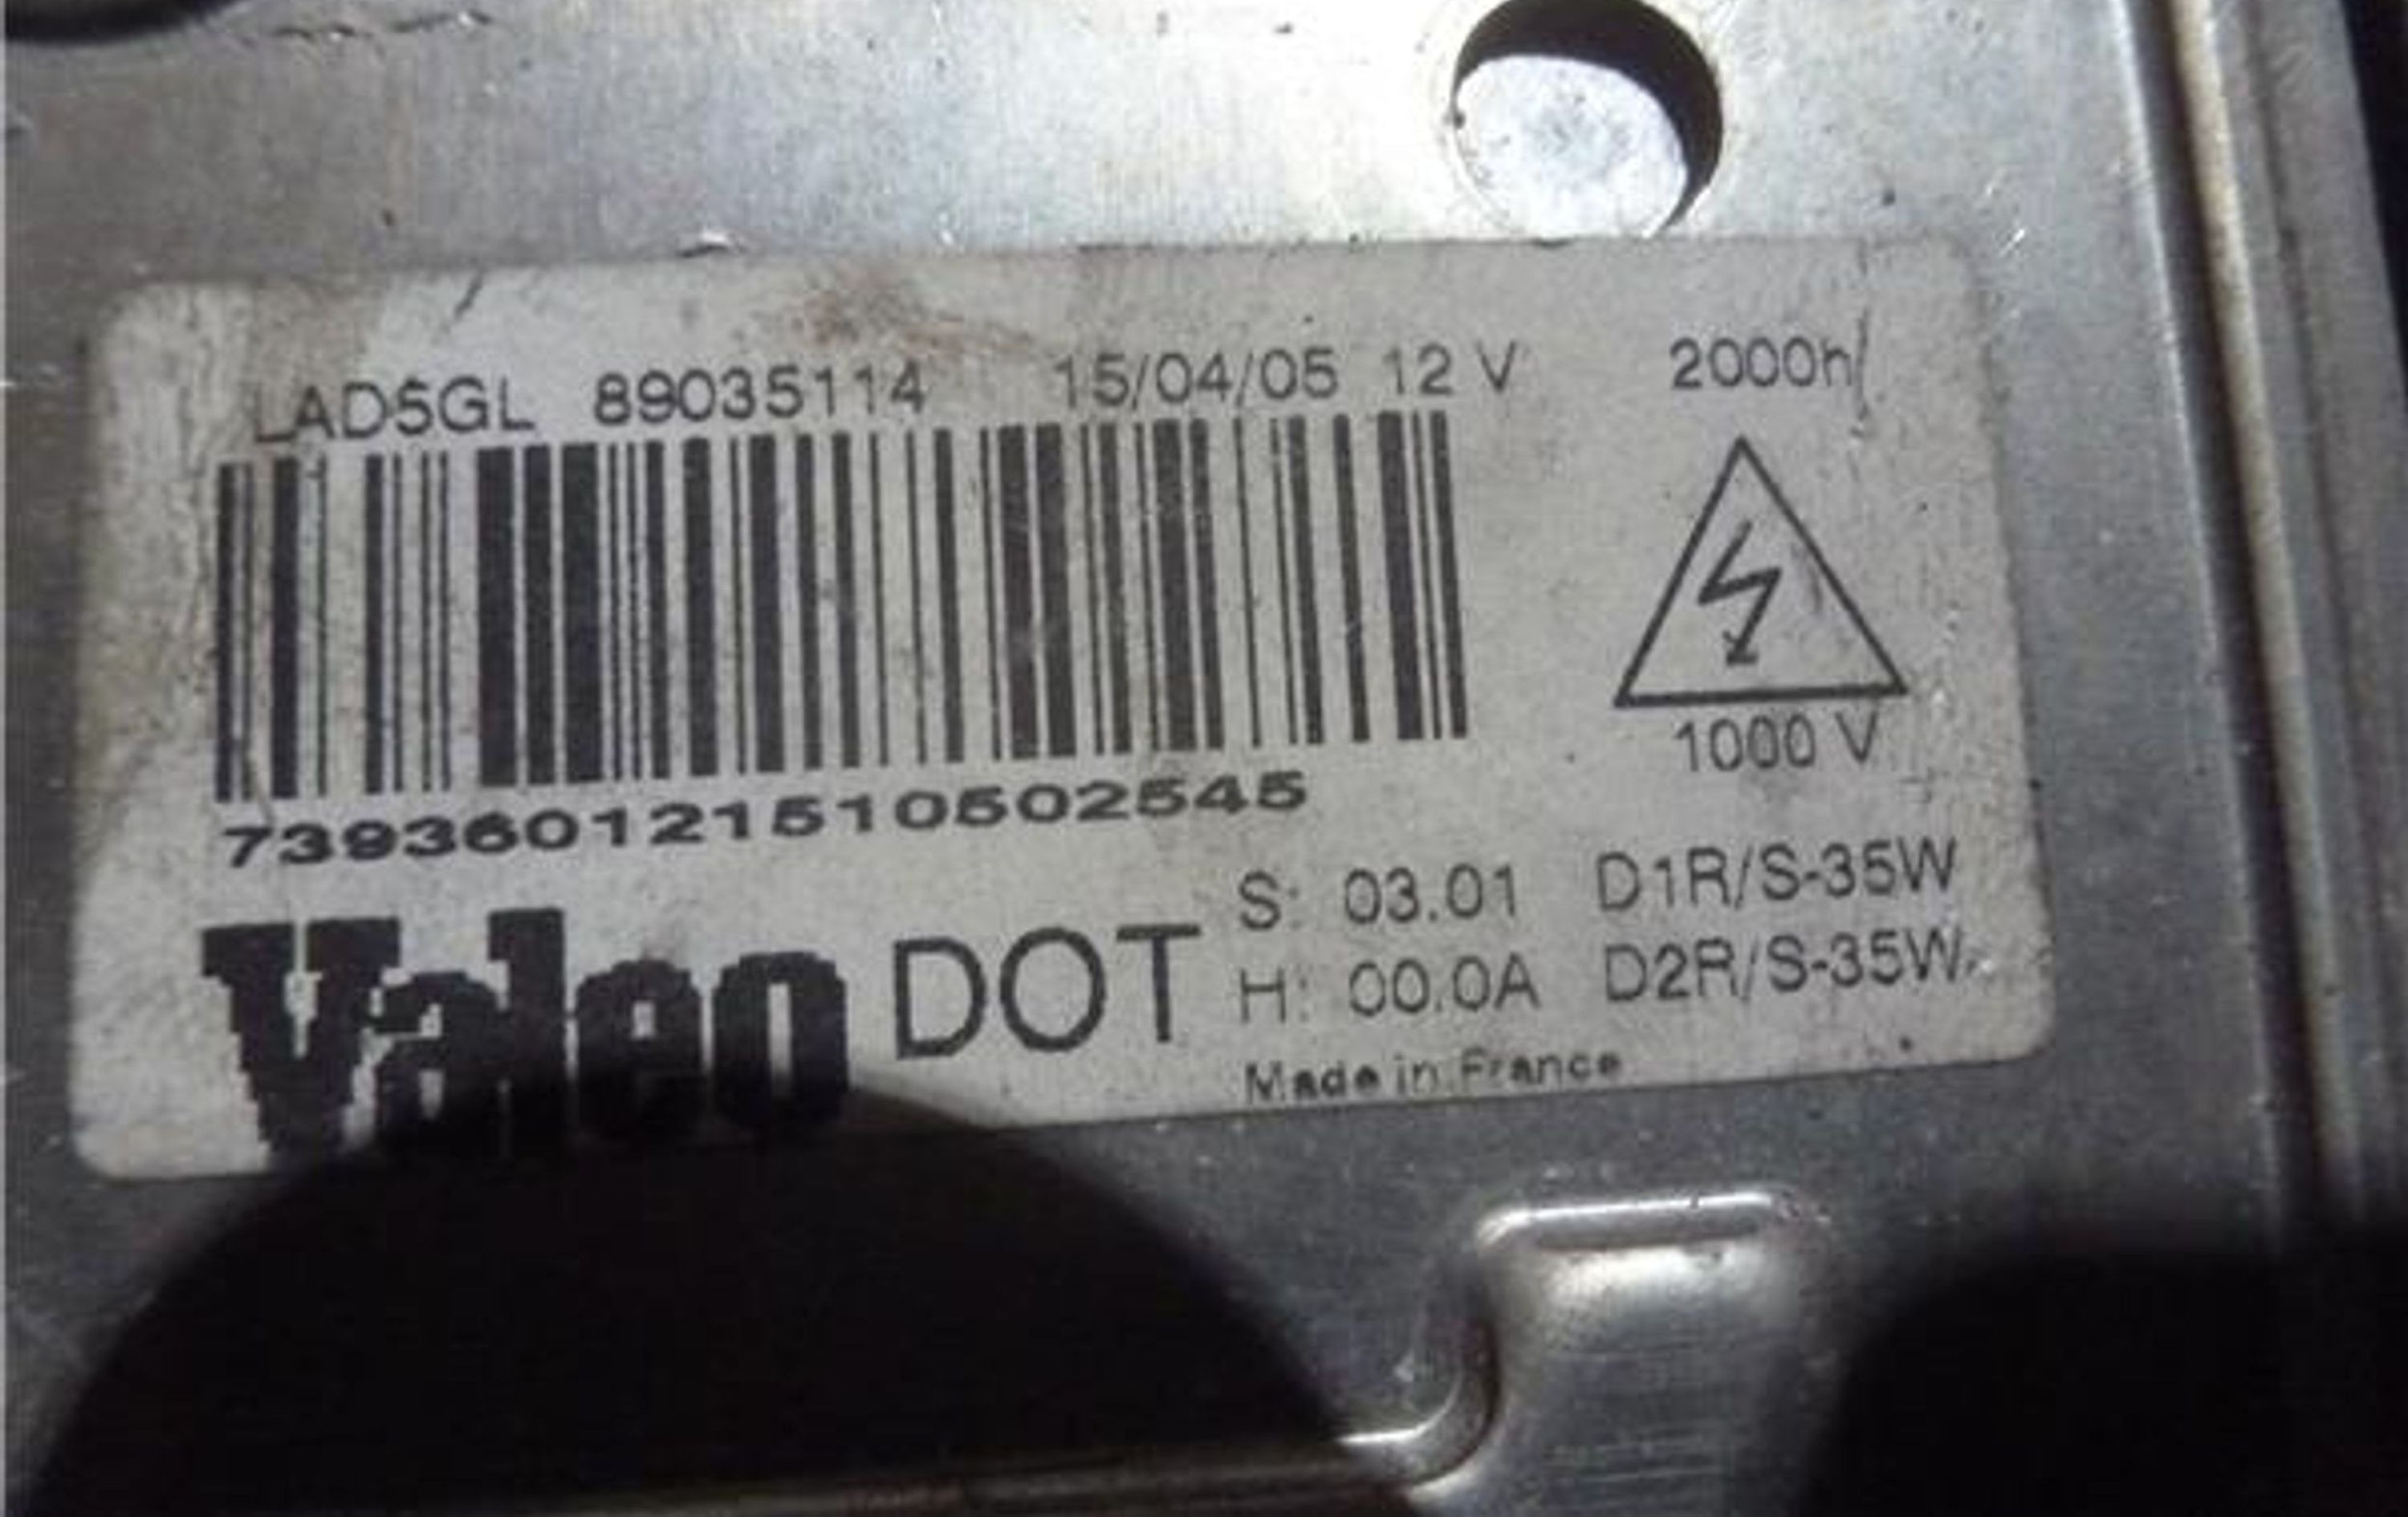 LAD5GL 89035114 15/04/05 12 V 2000h
1000 V
739360121510502545
Valeo DOT
S: 03.01 D1R/S-35W
H: 00.0A D2R/S-35W
Made in France